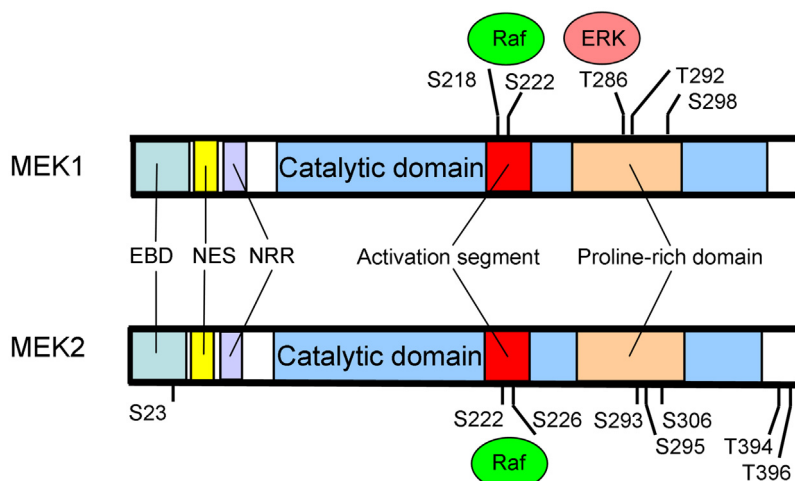 Raf
ERK
S218
S222
T286
T292
S298
MEK1
Catalytic domain
EBD
NES
NRR
Activation segment
Proline-rich domain
MEK2
Catalytic domain
S23
S222
S226
S293
S306
S295
T394
T396
Raf